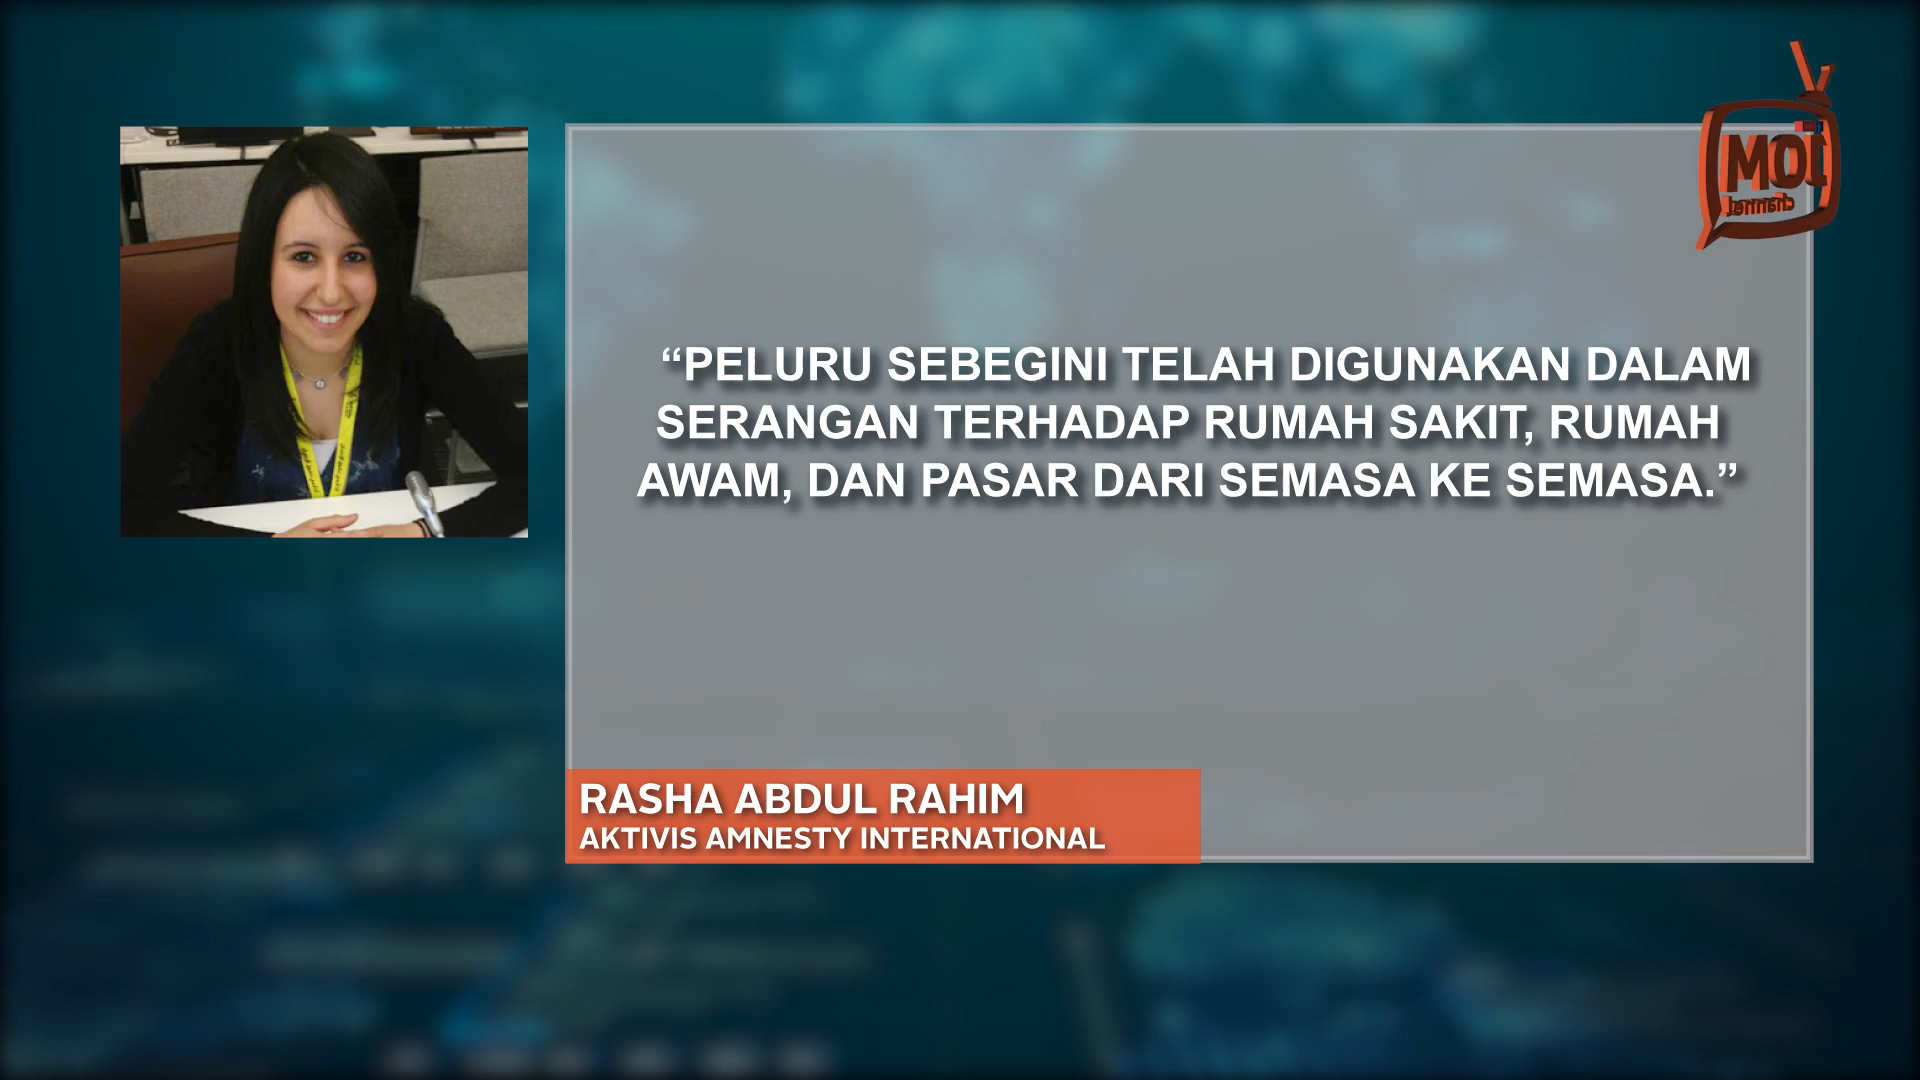 “PELURU SEBEGINI TELAH DIGUNAKAN DALAM
SERANGAN TERHADAP RUMAH SAKIT, RUMAH
AWAM, DAN PASAR DARI SEMASA KE SEMASA.”
RASHA ABDUL RAHIM
AKTIVIS AMNESTY INTERNATIONAL
MOI
channel